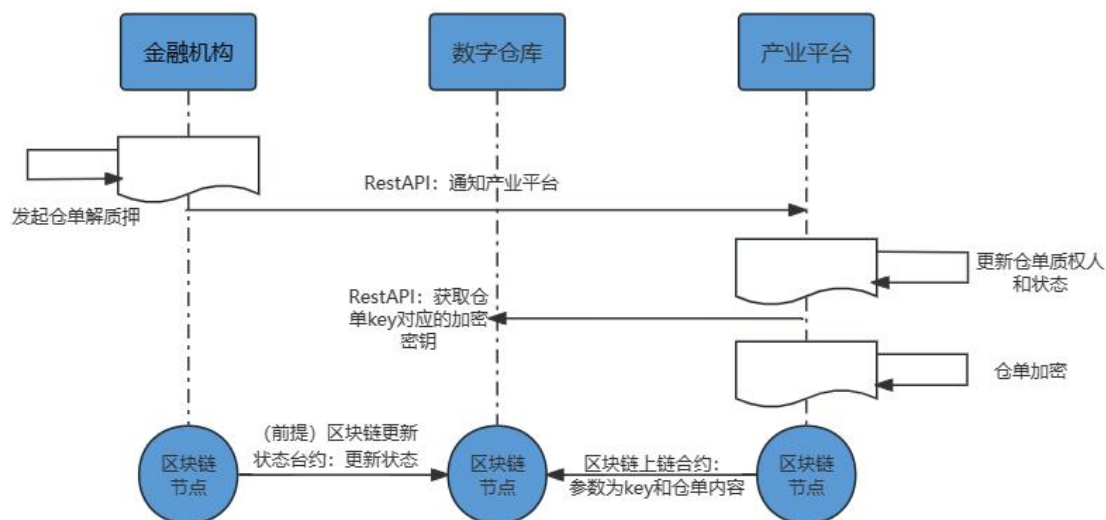 金融机构
数字仓库
产业平台
发起仓单解质押
RestAPI：通知产业平台
更新仓单质权人
和状态
RestAPI：获取仓
单key对应的加密
密钥
仓单加密
（前提）区块链更新
状态台约：更新状态
区块链上链合约：
参数为key和仓单内容
区块链
节点
区块链
节点
区块链
节点